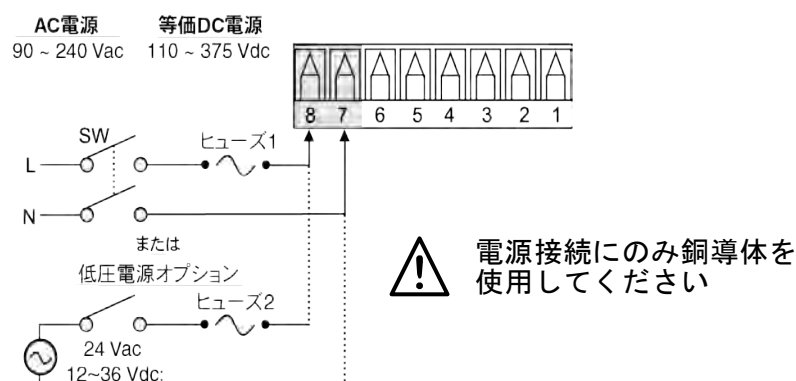 AC電源 等価DC電源
90 ~ 240 Vac 110 ~ 375 Vdc
8 7 6 5 4 3 2 1
SW
ヒューズ1
L
N
または
低圧電源オプション
ヒューズ2
24 Vac
12~36 Vdc:
電源接続にのみ銅導体を
使用してください